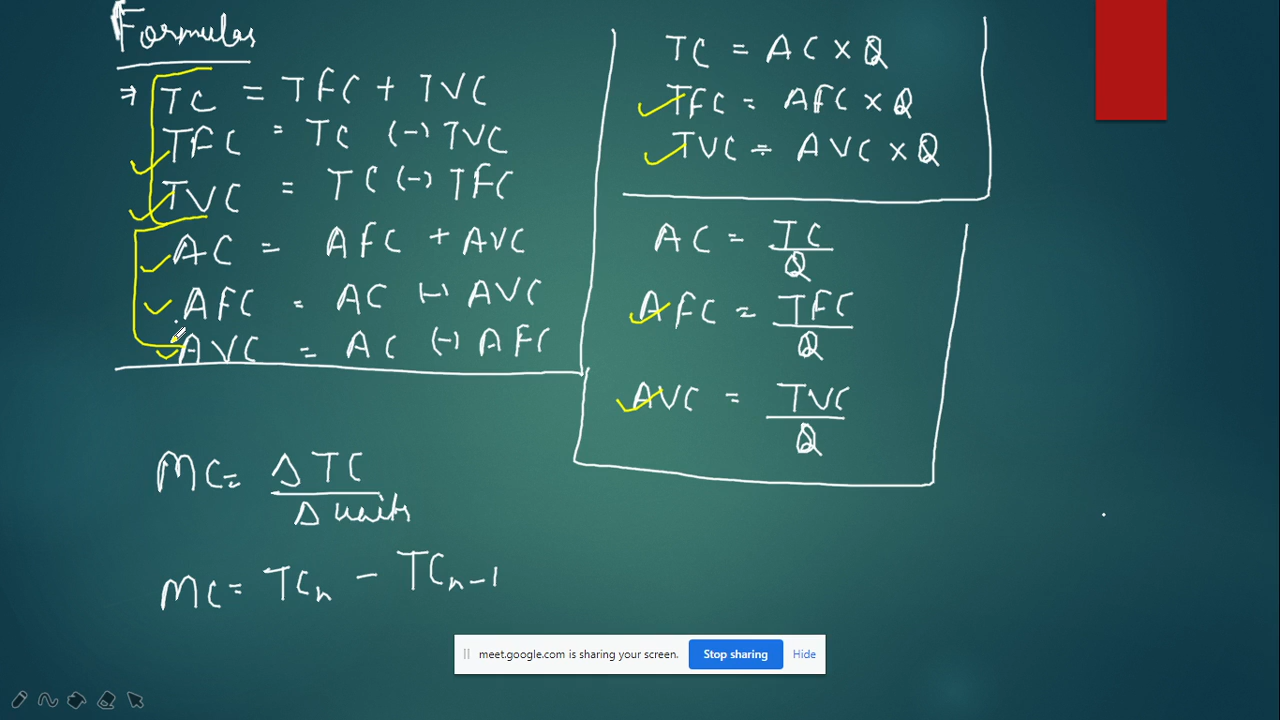 Formulas
⇒ TC = TFC + TVC
TFC = TC (-) TVC
TVC = TC (-) TFC
AC = AFC + AVC
AFC = AC (-) AVC
AVC = AC (-) AFC
TC = AC × Q
TFC = AFC × Q
TVC = AVC × Q
AC = TC
Q
AFC = TFC
Q
AVC = TVC
Q
MC = Δ TC
Δ units
MC = TCn - TCn-1
meet.google.com is sharing your screen. Stop sharing Hide